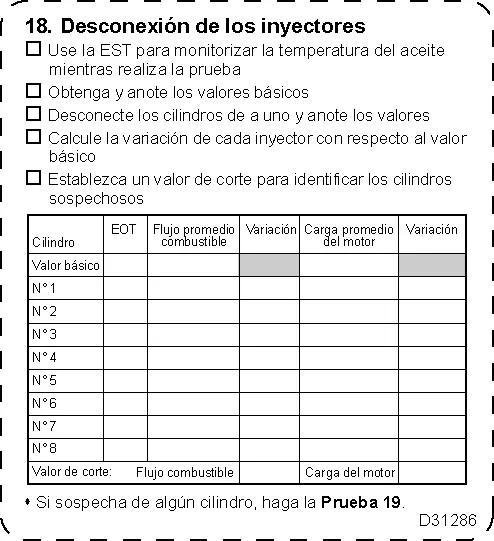 18. Desconexión de los inyectores
Use la EST para monitorizar la temperatura del aceite
mientras realiza la prueba
Obtenga y anote los valores básicos
Desconecte los cilindros de a uno y anote los valores
Calcule la variación de cada inyector con respecto al valor
básico
Establezca un valor de corte para identificar los cilindros
sospechosos
Cilindro EOT Flujo promedio combustible Variación Carga promedio del motor Variación
Valor básico
N°1
N°2
N°3
N°4
N°5
N°6
N°7
N°8
Valor de corte: Flujo combustible Carga del motor
♦ Si sospecha de algún cilindro, haga la Prueba 19.
D31286